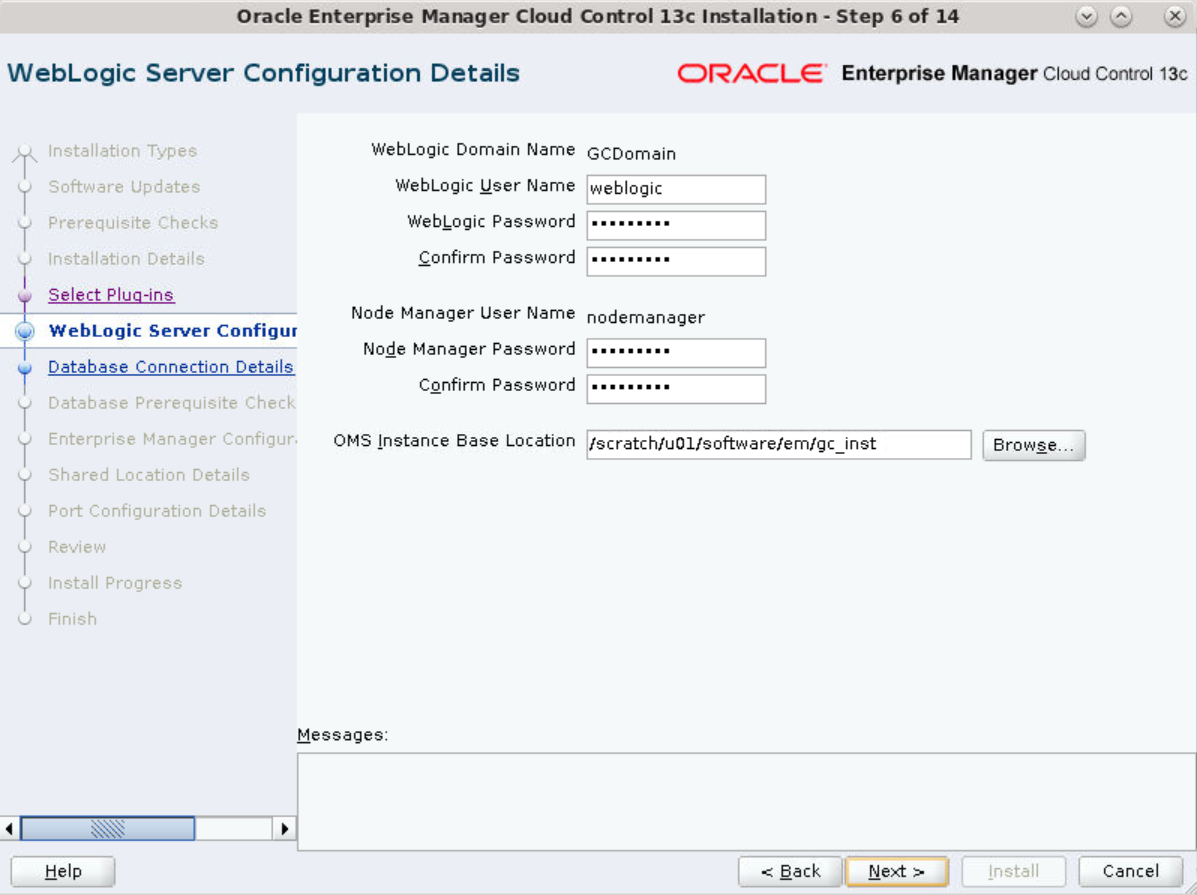 Oracle Enterprise Manager Cloud Control 13c Installation - Step 6 of 14
WebLogic Server Configuration Details
ORACLE Enterprise Manager Cloud Control 13c
Installation Types
Software Updates
Prerequisite Checks
Installation Details
Select Plug-ins
WebLogic Server Configur
Database Connection Details
Database Prerequisite Check
Enterprise Manager Configura
Shared Location Details
Port Configuration Details
Review
Install Progress
Finish
WebLogic Domain Name GCDomain
WebLogic User Name weblogic
WebLogic Password •••••••••
Confirm Password •••••••••
Node Manager User Name nodemanager
Node Manager Password •••••••••
Confirm Password •••••••••
OMS Instance Base Location /scratch/u01/software/em/gc_inst Browse...
Messages:
Help < Back Next > Install Cancel